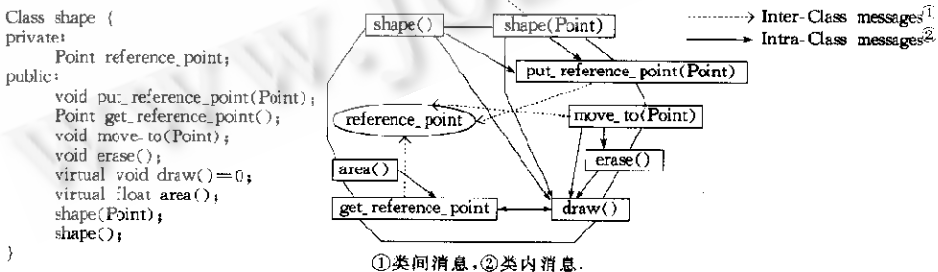 Class shape {
private:
Point reference_point;
public:
void put_reference_point(Point);
Point get_reference_point();
void move_to(Point);
void erase();
virtual void draw()=0;
virtual float area();
shape(Point);
shape();
}
shape()
shape(Point)
put_reference_point(Point)
reference_point
move_to(Point)
erase()
area()
get_reference_point
draw()
Inter-Class messages①
Intra-Class messages②
①类间消息,②类内消息.